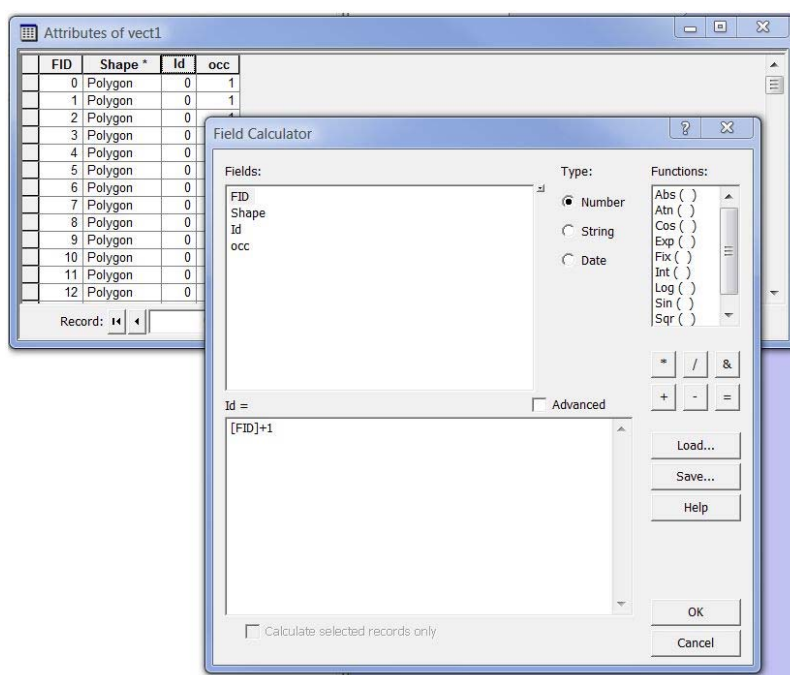 Attributes of vect1
FID Shape * Id occ
0 Polygon 0 1
1 Polygon 0 1
2 Polygon 0
3 Polygon 0
4 Polygon 0
5 Polygon 0
6 Polygon 0
7 Polygon 0
8 Polygon 0
9 Polygon 0
10 Polygon 0
11 Polygon 0
12 Polygon 0
Record:
Field Calculator
Fields:
FID
Shape
Id
occ
Type:
Number
String
Date
Functions:
Abs ( )
Atn ( )
Cos ( )
Exp ( )
Fix ( )
Int ( )
Log ( )
Sin ( )
Sqr ( )
* / &
+ - =
Id =
Advanced
[FID]+1
Load...
Save...
Help
Calculate selected records only
OK
Cancel